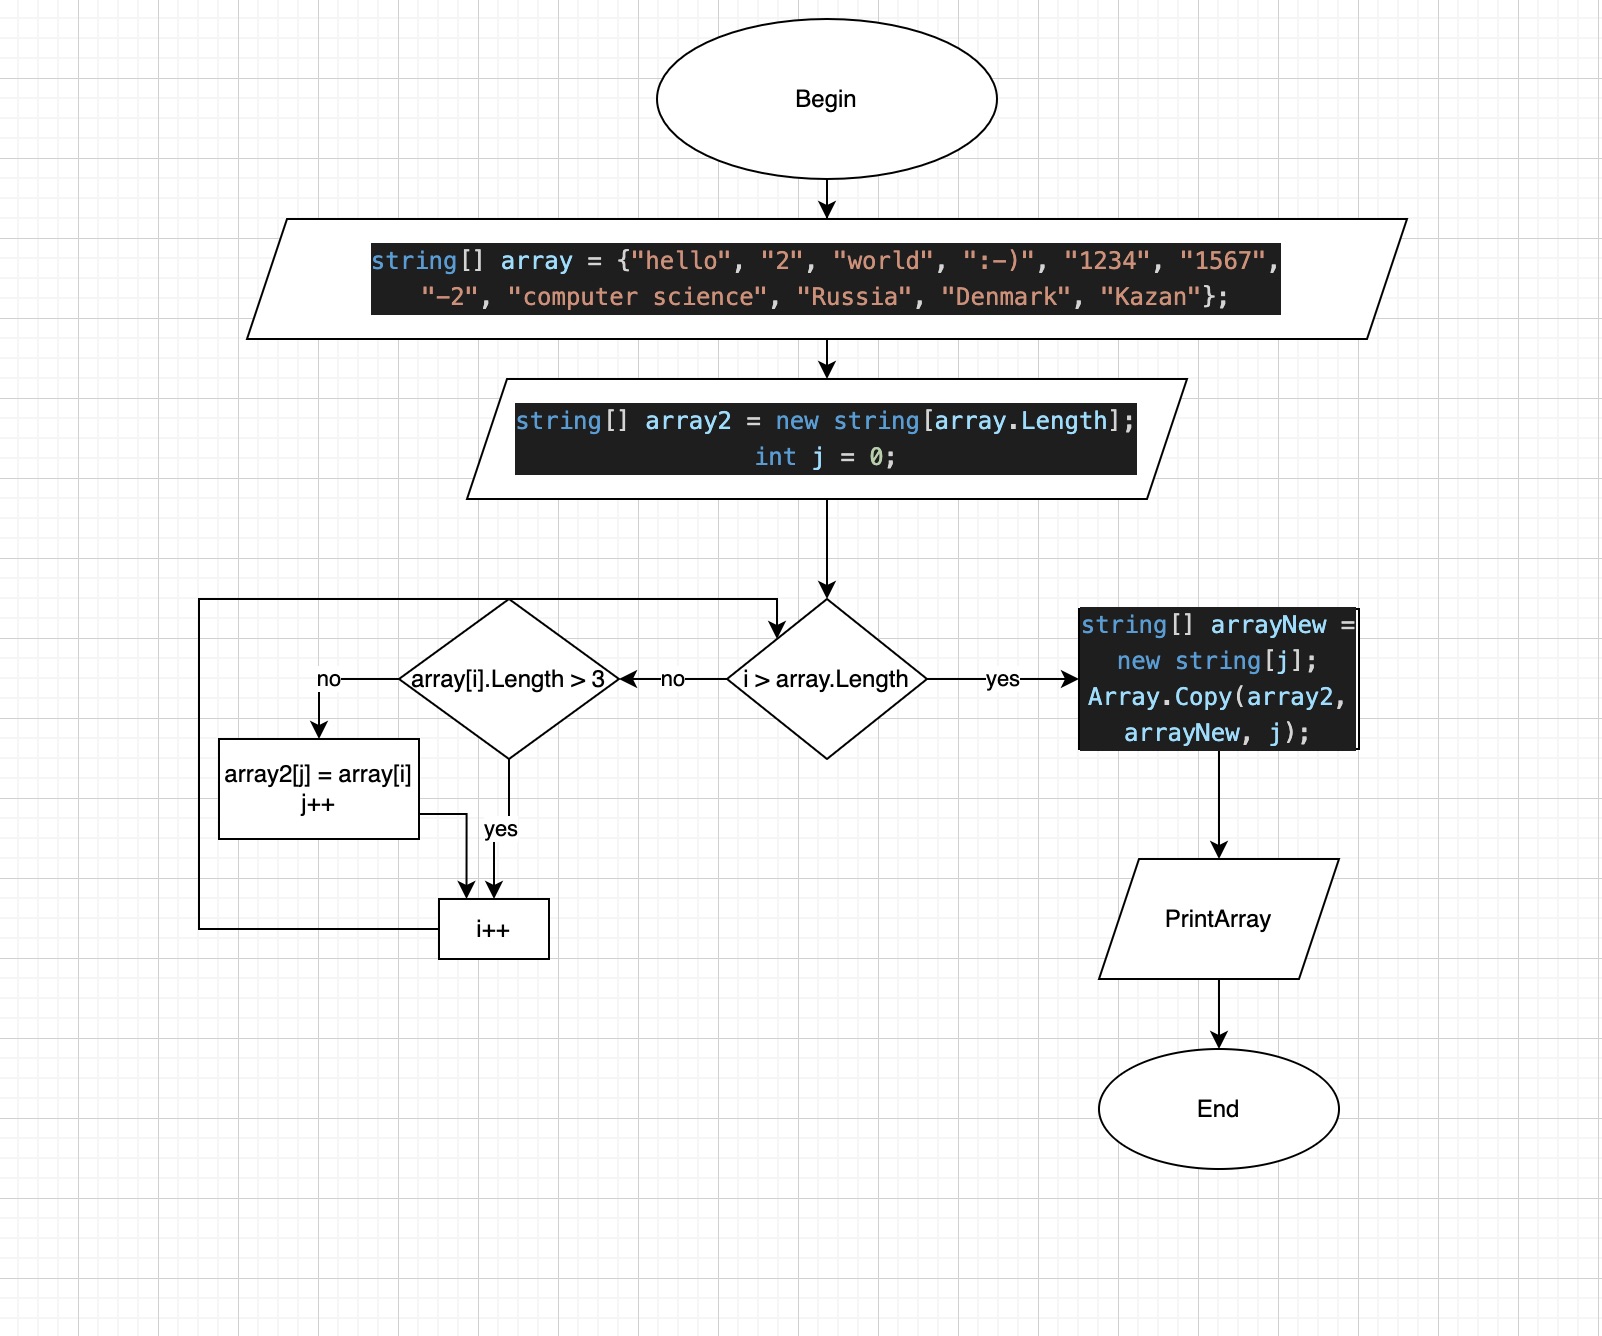 Begin
string[] array = {"hello", "2", "world", ":-)", "1234", "1567",
"-2", "computer science", "Russia", "Denmark", "Kazan"};
string[] array2 = new string[array.Length];
int j = 0;
no
array[i].Length > 3
no
i > array.Length
yes
string[] arrayNew =
new string[j];
Array.Copy(array2,
arrayNew, j);
array2[j] = array[i]
j++
yes
i++
PrintArray
End